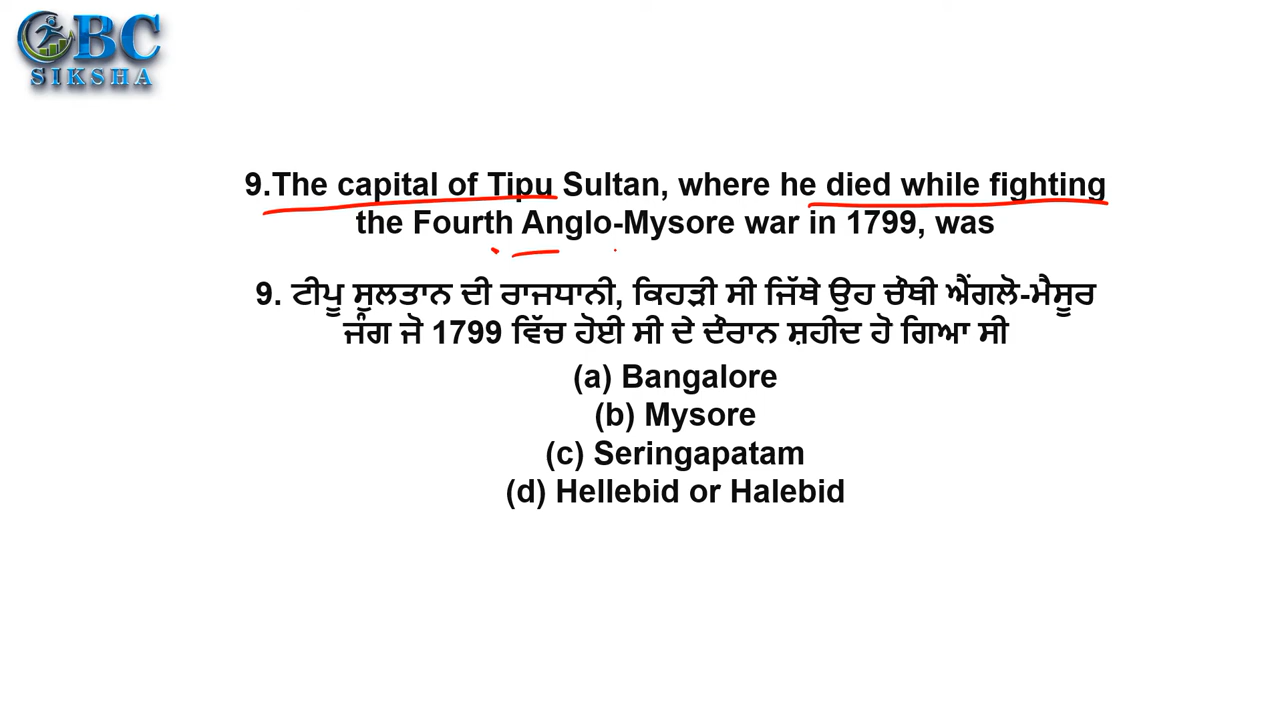 BC
SIKSHA
9.The capital of Tipu Sultan, where he died while fighting
the Fourth Anglo-Mysore war in 1799, was
9. ਟੀਪੂ ਸੁਲਤਾਨ ਦੀ ਰਾਜਧਾਨੀ, ਕਿਹੜੀ ਸੀ ਜਿੱਥੇ ਉਹ ਚੌਥੀ ਐਂਗਲੋ-ਮੈਸੂਰ
ਜੰਗ ਜੋ 1799 ਵਿੱਚ ਹੋਈ ਸੀ ਦੇ ਦੌਰਾਨ ਸ਼ਹੀਦ ਹੋ ਗਿਆ ਸੀ
(a) Bangalore
(b) Mysore
(c) Seringapatam
(d) Hellebid or Halebid